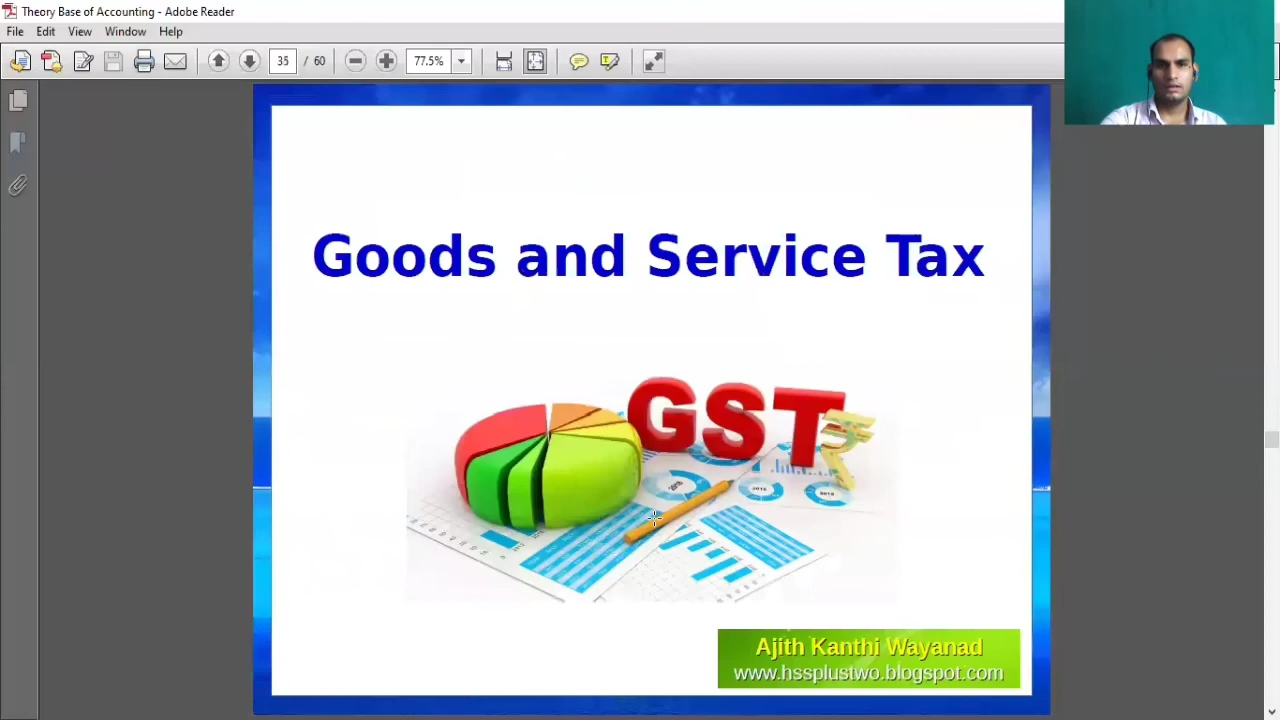 Theory Base of Accounting - Adobe Reader
File Edit View Window Help
35 / 60 77.5%
Goods and Service Tax
GST
Ajith Kanthi Wayanad
www.hssplustwo.blogspot.com